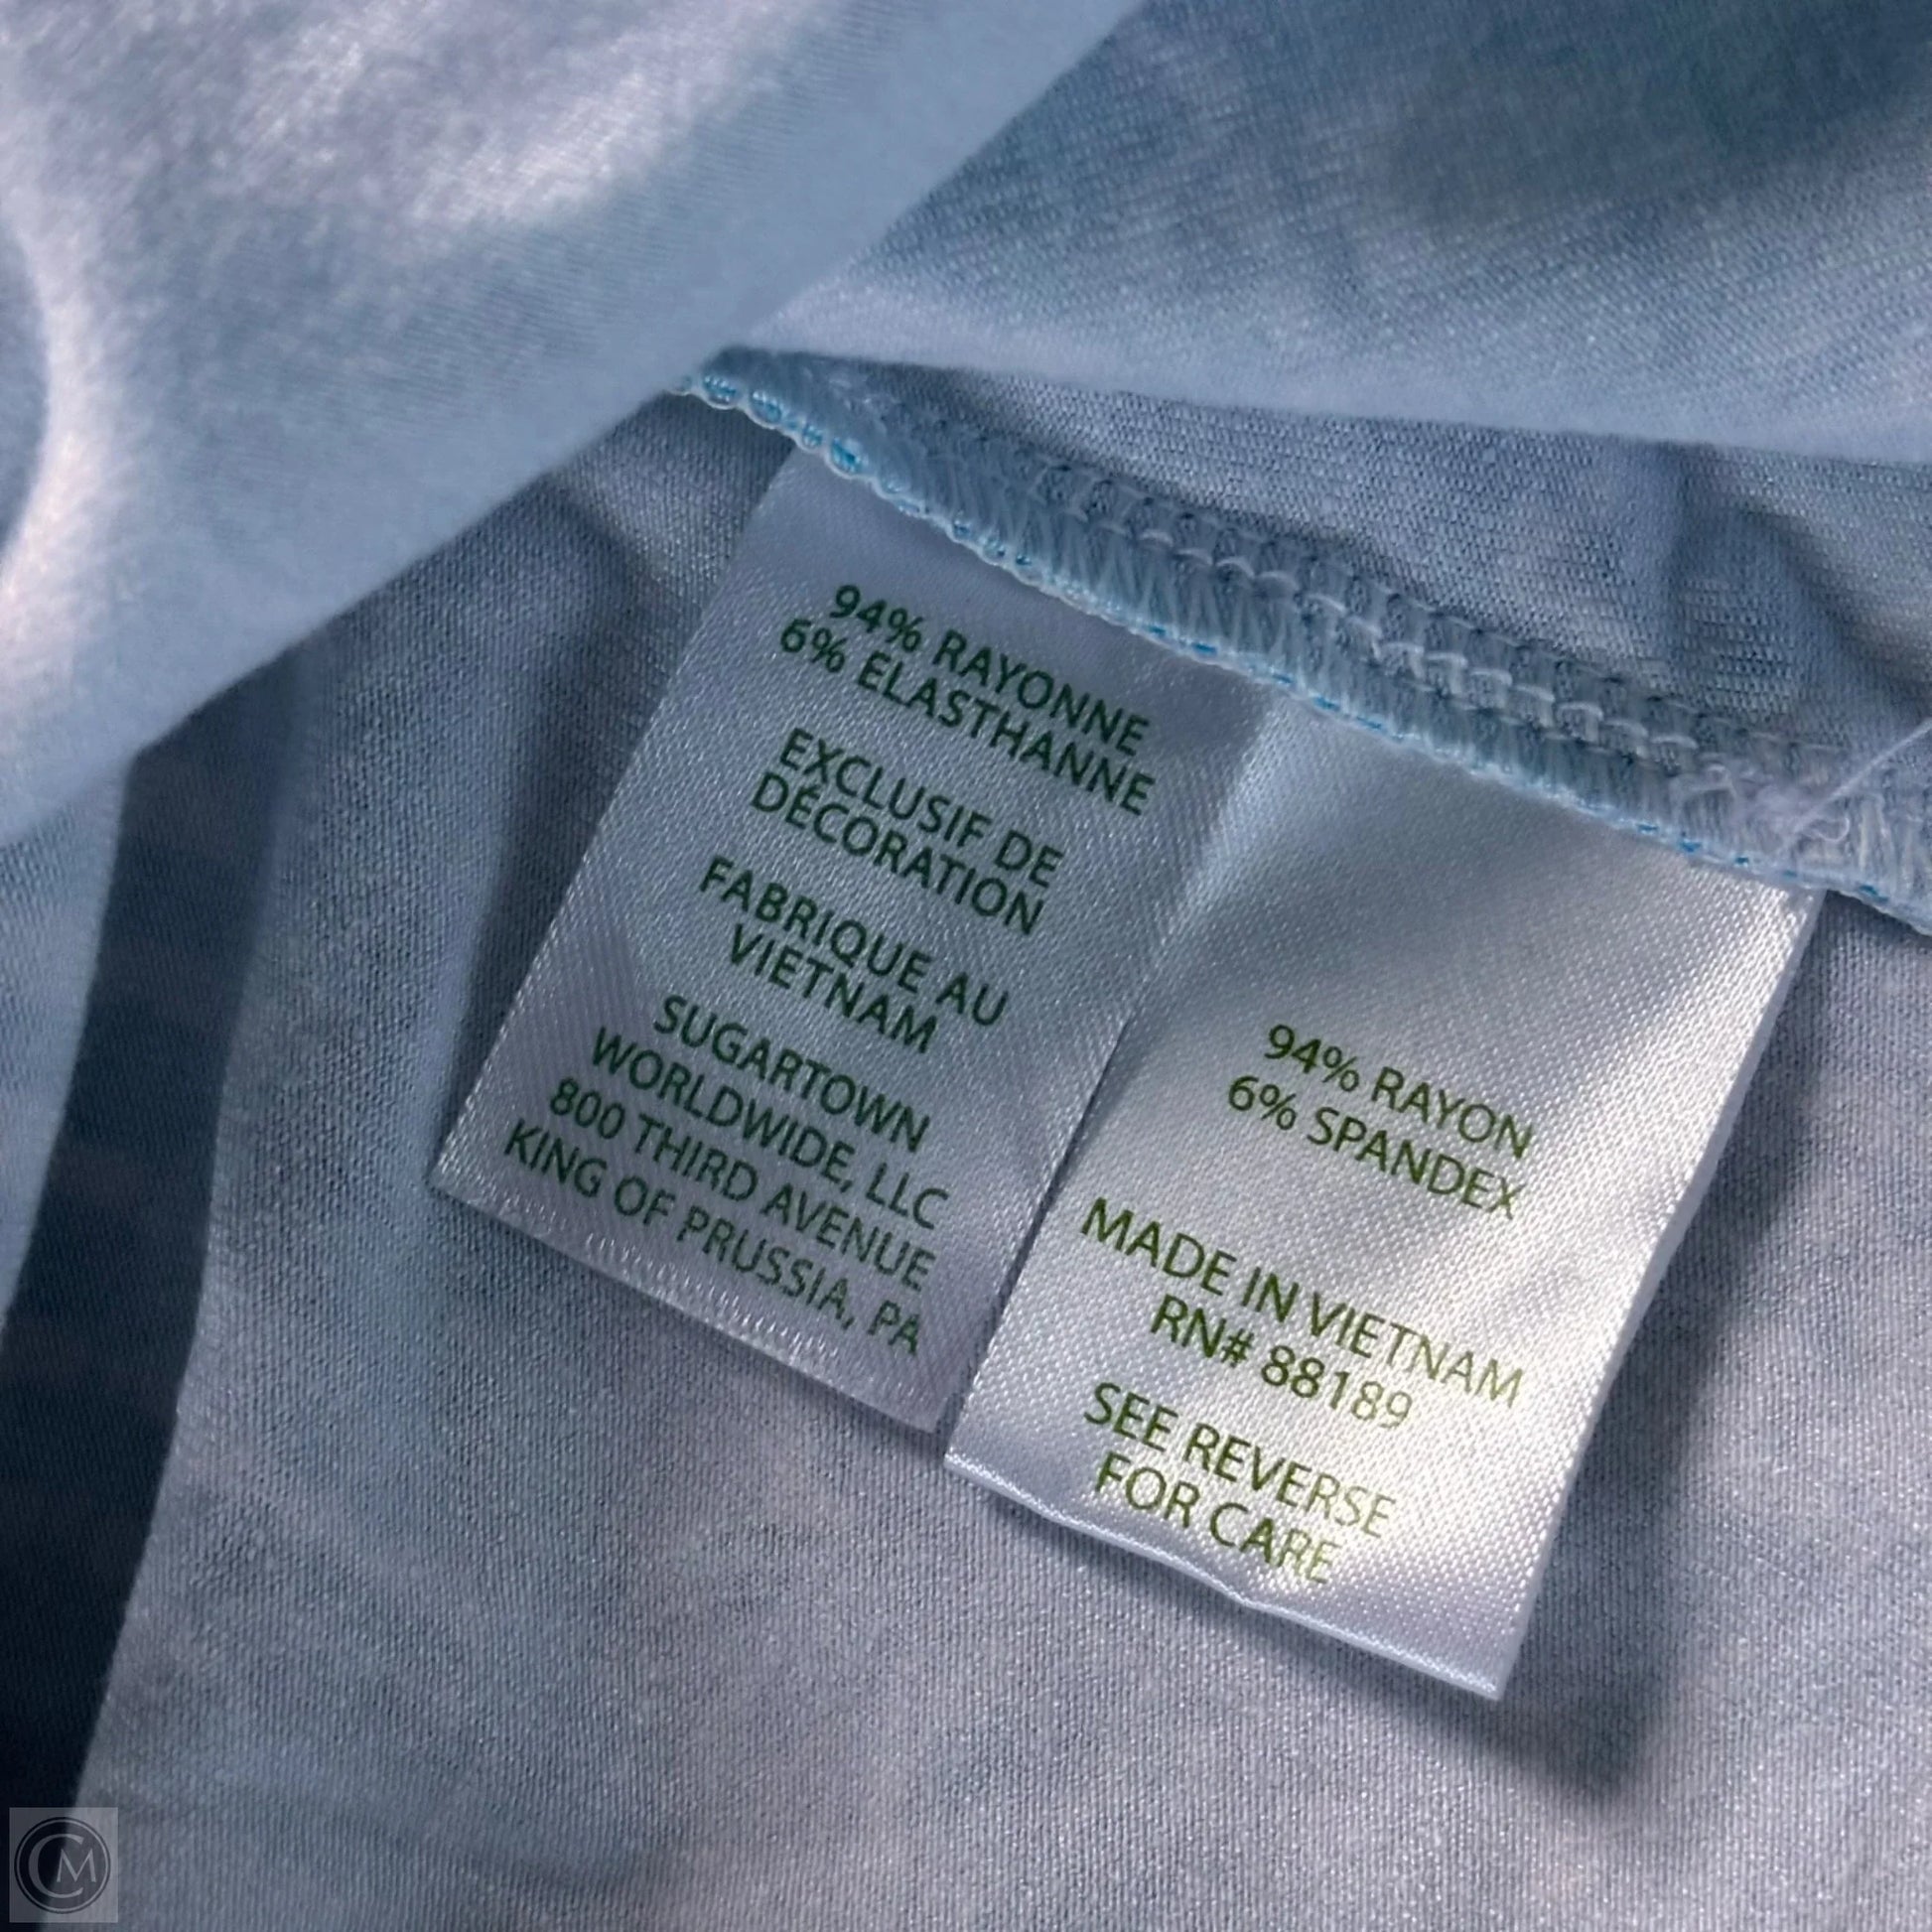 94% RAYONNE
6% ELASTHANNE
EXCLUSIF DE
DÉCORATION
FABRIQUE AU
VIETNAM
SUGARTOWN
WORLDWIDE, LLC
800 THIRD AVENUE
KING OF PRUSSIA, PA
94% RAYON
6% SPANDEX
MADE IN VIETNAM
RN# 88189
SEE REVERSE
FOR CARE
CM